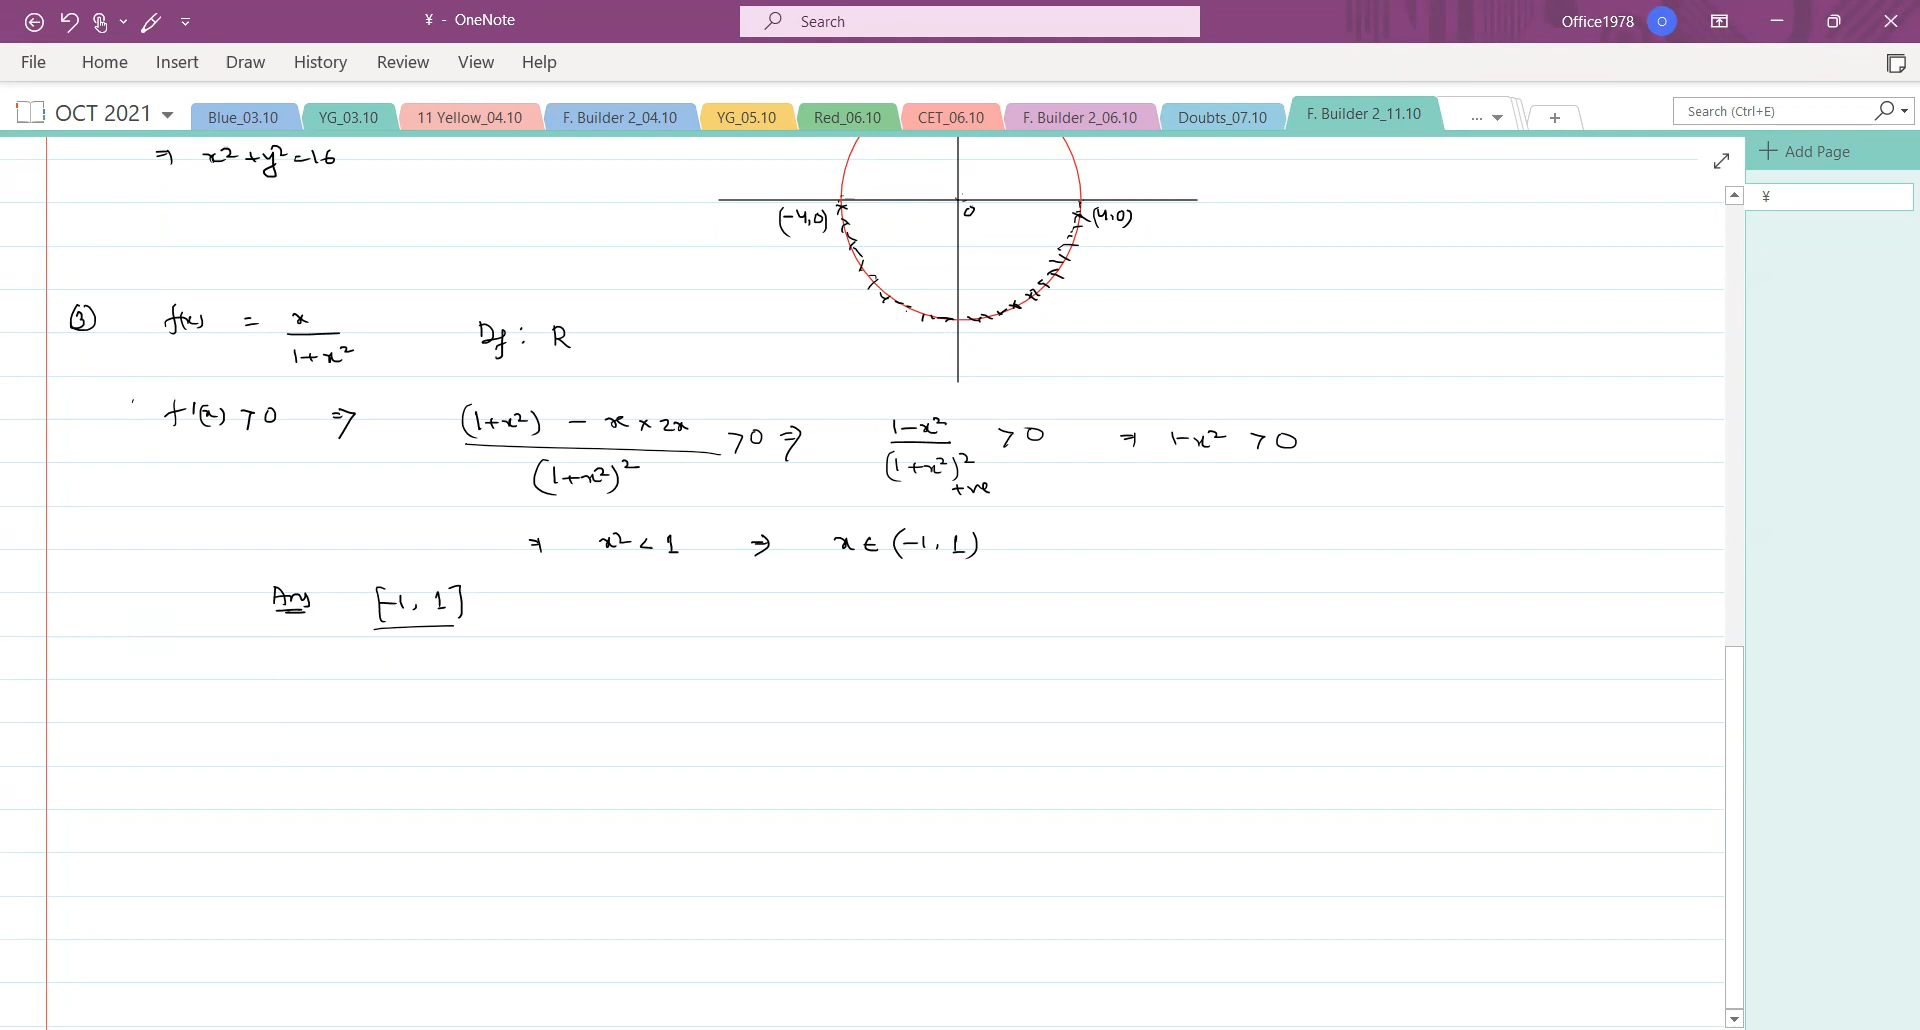 ¥ - OneNote
Search
Office1978
O
File Home Insert Draw History Review View Help
OCT 2021
Blue_03.10 YG_03.10 11 Yellow_04.10 F. Builder 2_04.10 YG_05.10 Red_06.10 CET_06.10 F. Builder 2_06.10 Doubts_07.10 F. Builder 2_11.10 ... +
Search (Ctrl+E)
Add Page
¥
⇒ x² + y² = 16
(-4,0) 0 (4,0)
③ f(x) = x / (1+x²) Df : R
f'(x) > 0 ⇒ ((1+x²) - x × 2x) / (1+x²)² > 0 ⇒ (1-x²) / (1+x²)² > 0 ⇒ 1-x² > 0
+ve
⇒ x² < 1 ⇒ x ∈ (-1, 1)
Ans [-1, 1]